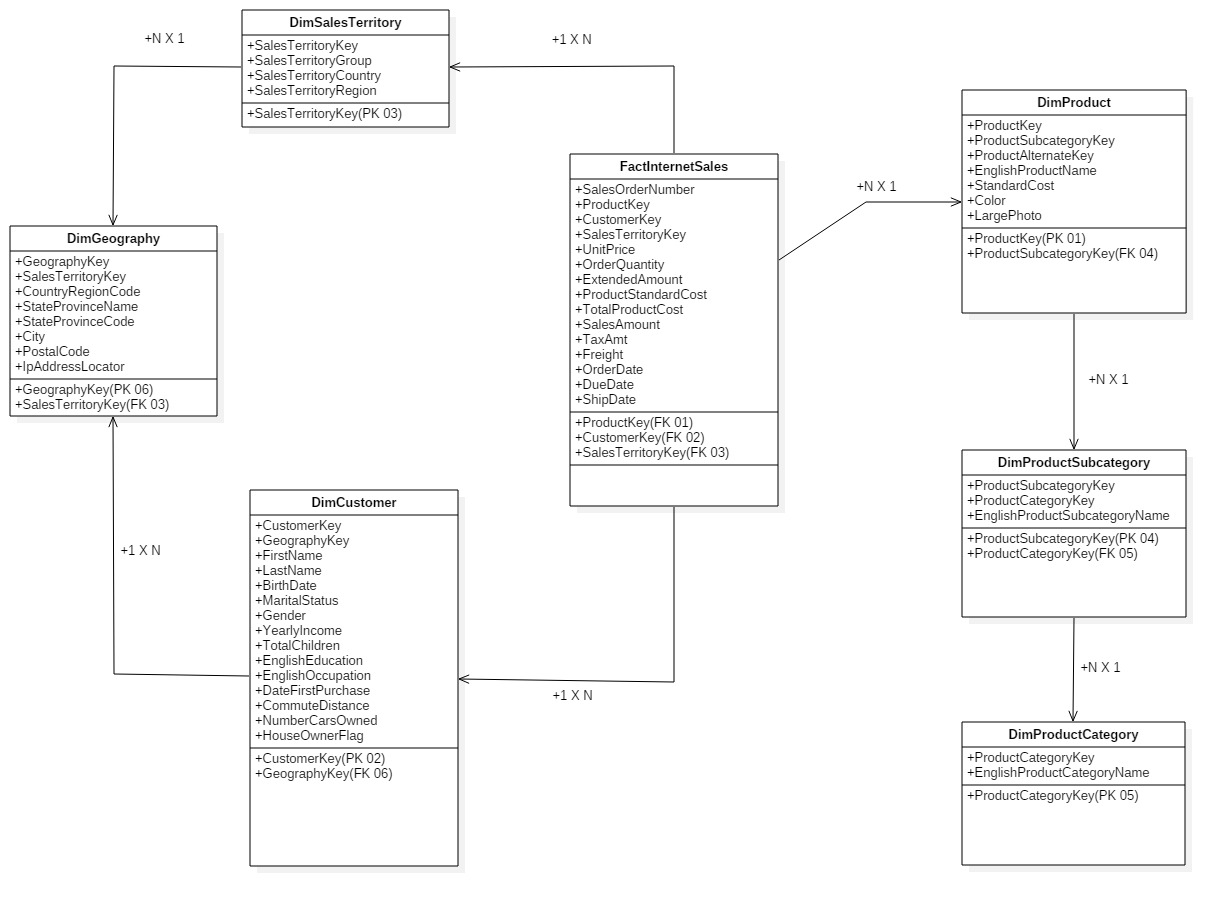 DimSalesTerritory
+SalesTerritoryKey
+SalesTerritoryGroup
+SalesTerritoryCountry
+SalesTerritoryRegion
+SalesTerritoryKey(PK 03)
+N X 1
+1 X N
DimProduct
+ProductKey
+ProductSubcategoryKey
+ProductAlternateKey
+EnglishProductName
+StandardCost
+Color
+LargePhoto
+ProductKey(PK 01)
+ProductSubcategoryKey(FK 04)
FactInternetSales
+SalesOrderNumber
+ProductKey
+CustomerKey
+SalesTerritoryKey
+UnitPrice
+OrderQuantity
+ExtendedAmount
+ProductStandardCost
+TotalProductCost
+SalesAmount
+TaxAmt
+Freight
+OrderDate
+DueDate
+ShipDate
+ProductKey(FK 01)
+CustomerKey(FK 02)
+SalesTerritoryKey(FK 03)
+N X 1
DimGeography
+GeographyKey
+SalesTerritoryKey
+CountryRegionCode
+StateProvinceName
+StateProvinceCode
+City
+PostalCode
+IpAddressLocator
+GeographyKey(PK 06)
+SalesTerritoryKey(FK 03)
+N X 1
DimProductSubcategory
+ProductSubcategoryKey
+ProductCategoryKey
+EnglishProductSubcategoryName
+ProductSubcategoryKey(PK 04)
+ProductCategoryKey(FK 05)
DimCustomer
+CustomerKey
+GeographyKey
+FirstName
+LastName
+BirthDate
+MaritalStatus
+Gender
+YearlyIncome
+TotalChildren
+EnglishEducation
+EnglishOccupation
+DateFirstPurchase
+CommuteDistance
+NumberCarsOwned
+HouseOwnerFlag
+CustomerKey(PK 02)
+GeographyKey(FK 06)
+1 X N
+1 X N
+N X 1
DimProductCategory
+ProductCategoryKey
+EnglishProductCategoryName
+ProductCategoryKey(PK 05)